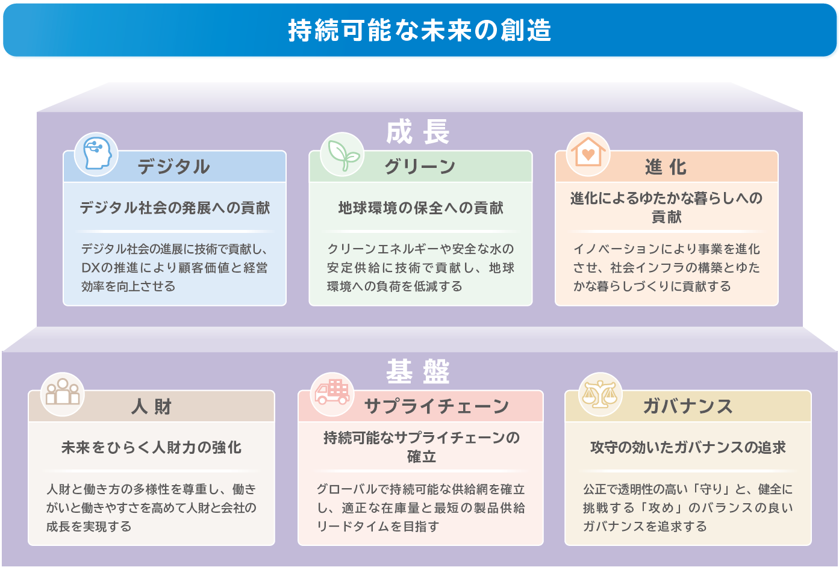 持続可能な未来の創造
成長
デジタル
デジタル社会の発展への貢献
デジタル社会の進展に技術で貢献し、
DXの推進により顧客価値と経営
効率を向上させる
グリーン
地球環境の保全への貢献
クリーンエネルギーや安全な水の
安定供給に技術で貢献し、地球
環境への負荷を低減する
進化
進化によるゆたかな暮らしへの
貢献
イノベーションにより事業を進化
させ、社会インフラの構築とゆた
かな暮らしづくりに貢献する
基盤
人財
未来をひらく人財力の強化
人財と働き方の多様性を尊重し、働き
がいと働きやすさを高めて人財と会社の
成長を実現する
サプライチェーン
持続可能なサプライチェーンの
確立
グローバルで持続可能な供給網を確立
し、適正な在庫量と最短の製品供給
リードタイムを目指す
ガバナンス
攻守の効いたガバナンスの追求
公正で透明性の高い「守り」と、健全に
挑戦する「攻め」のバランスの良い
ガバナンスを追求する